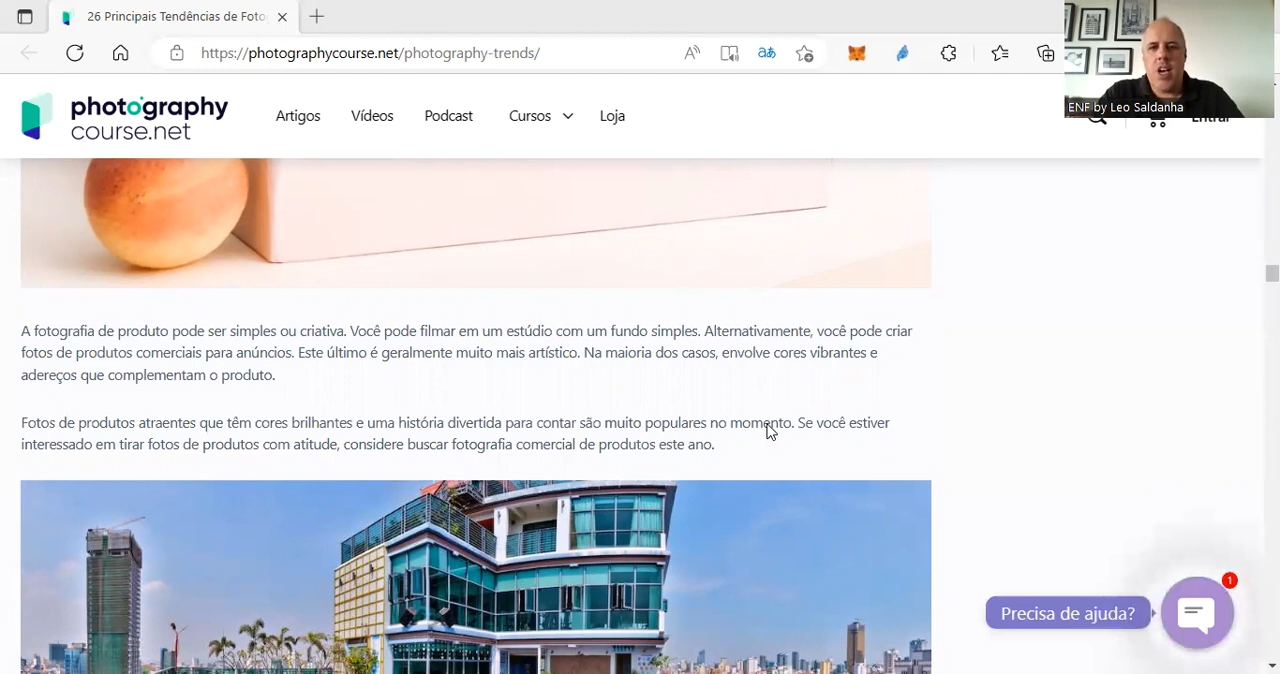 26 Principais Tendências de Foto
https://photographycourse.net/photography-trends/
ENF by Leo Saldanha
photography
course.net
Artigos Vídeos Podcast Cursos Loja Entrar
A fotografia de produto pode ser simples ou criativa. Você pode filmar em um estúdio com um fundo simples. Alternativamente, você pode criar
fotos de produtos comerciais para anúncios. Este último é geralmente muito mais artístico. Na maioria dos casos, envolve cores vibrantes e
adereços que complementam o produto.
Fotos de produtos atraentes que têm cores brilhantes e uma história divertida para contar são muito populares no momento. Se você estiver
interessado em tirar fotos de produtos com atitude, considere buscar fotografia comercial de produtos este ano.
1
Precisa de ajuda?